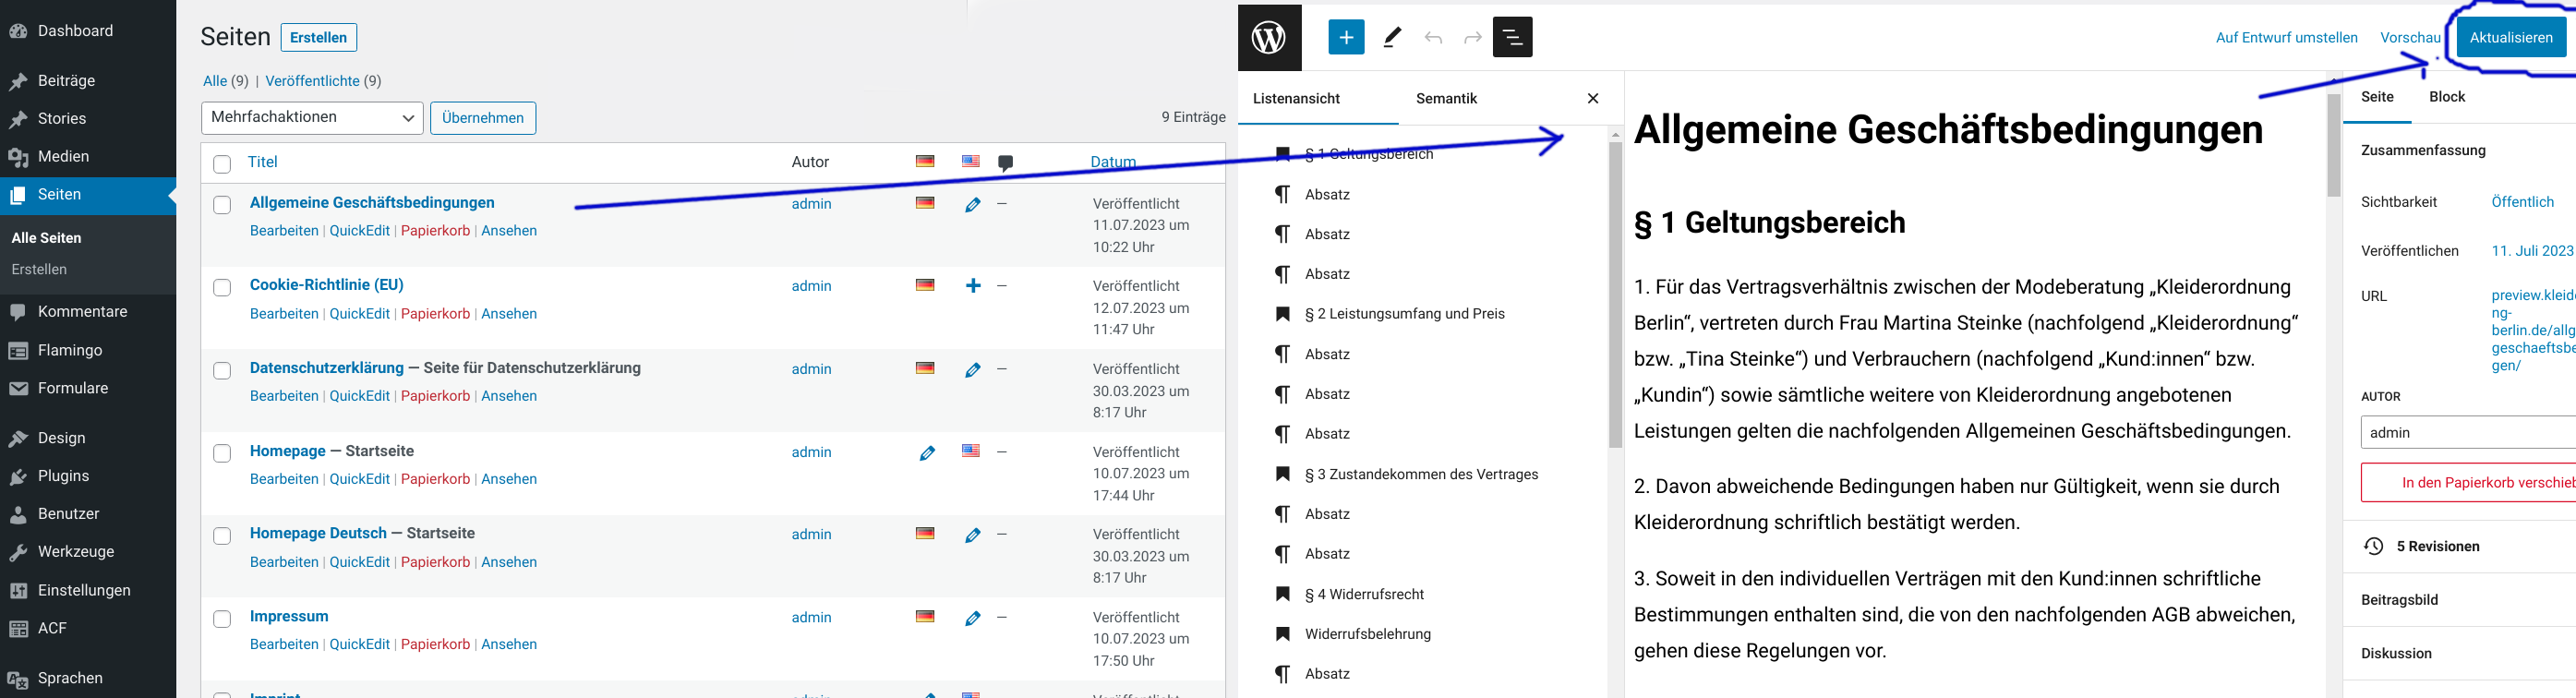 Dashboard
Beiträge
Stories
Medien
Seiten
Alle Seiten
Erstellen
Kommentare
Flamingo
Formulare
Design
Plugins
Benutzer
Werkzeuge
Einstellungen
ACF
Sprachen
Seiten Erstellen
Alle (9) | Veröffentlichte (9)
Mehrfachaktionen Übernehmen 9 Einträge
Titel Autor Datum
Allgemeine Geschäftsbedingungen admin — Veröffentlicht
11.07.2023 um
10:22 Uhr
Bearbeiten | QuickEdit | Papierkorb | Ansehen
Cookie-Richtlinie (EU) admin — Veröffentlicht
12.07.2023 um
11:47 Uhr
Bearbeiten | QuickEdit | Papierkorb | Ansehen
Datenschutzerklärung — Seite für Datenschutzerklärung admin — Veröffentlicht
30.03.2023 um
8:17 Uhr
Bearbeiten | QuickEdit | Papierkorb | Ansehen
Homepage — Startseite admin — Veröffentlicht
10.07.2023 um
17:44 Uhr
Bearbeiten | QuickEdit | Papierkorb | Ansehen
Homepage Deutsch — Startseite admin — Veröffentlicht
30.03.2023 um
8:17 Uhr
Bearbeiten | QuickEdit | Papierkorb | Ansehen
Impressum admin — Veröffentlicht
10.07.2023 um
17:50 Uhr
Bearbeiten | QuickEdit | Papierkorb | Ansehen
Imprint admin
Auf Entwurf umstellen Vorschau Aktualisieren
Listenansicht Semantik
§ 1 Geltungsbereich
Absatz
Absatz
Absatz
§ 2 Leistungsumfang und Preis
Absatz
Absatz
Absatz
§ 3 Zustandekommen des Vertrages
Absatz
Absatz
§ 4 Widerrufsrecht
Widerrufsbelehrung
Absatz
Allgemeine Geschäftsbedingungen
§ 1 Geltungsbereich
1. Für das Vertragsverhältnis zwischen der Modeberatung „Kleiderordnung
Berlin“, vertreten durch Frau Martina Steinke (nachfolgend „Kleiderordnung“
bzw. „Tina Steinke“) und Verbrauchern (nachfolgend „Kund:innen“ bzw.
„Kundin“) sowie sämtliche weitere von Kleiderordnung angebotenen
Leistungen gelten die nachfolgenden Allgemeinen Geschäftsbedingungen.
2. Davon abweichende Bedingungen haben nur Gültigkeit, wenn sie durch
Kleiderordnung schriftlich bestätigt werden.
3. Soweit in den individuellen Verträgen mit den Kund:innen schriftliche
Bestimmungen enthalten sind, die von den nachfolgenden AGB abweichen,
gehen diese Regelungen vor.
Seite Block
Zusammenfassung
Sichtbarkeit Öffentlich
Veröffentlichen 11. Juli 2023
URL preview.kleid
ng-
berlin.de/allg
geschaeftsbe
gen/
AUTOR
admin
In den Papierkorb verschieb
5 Revisionen
Beitragsbild
Diskussion